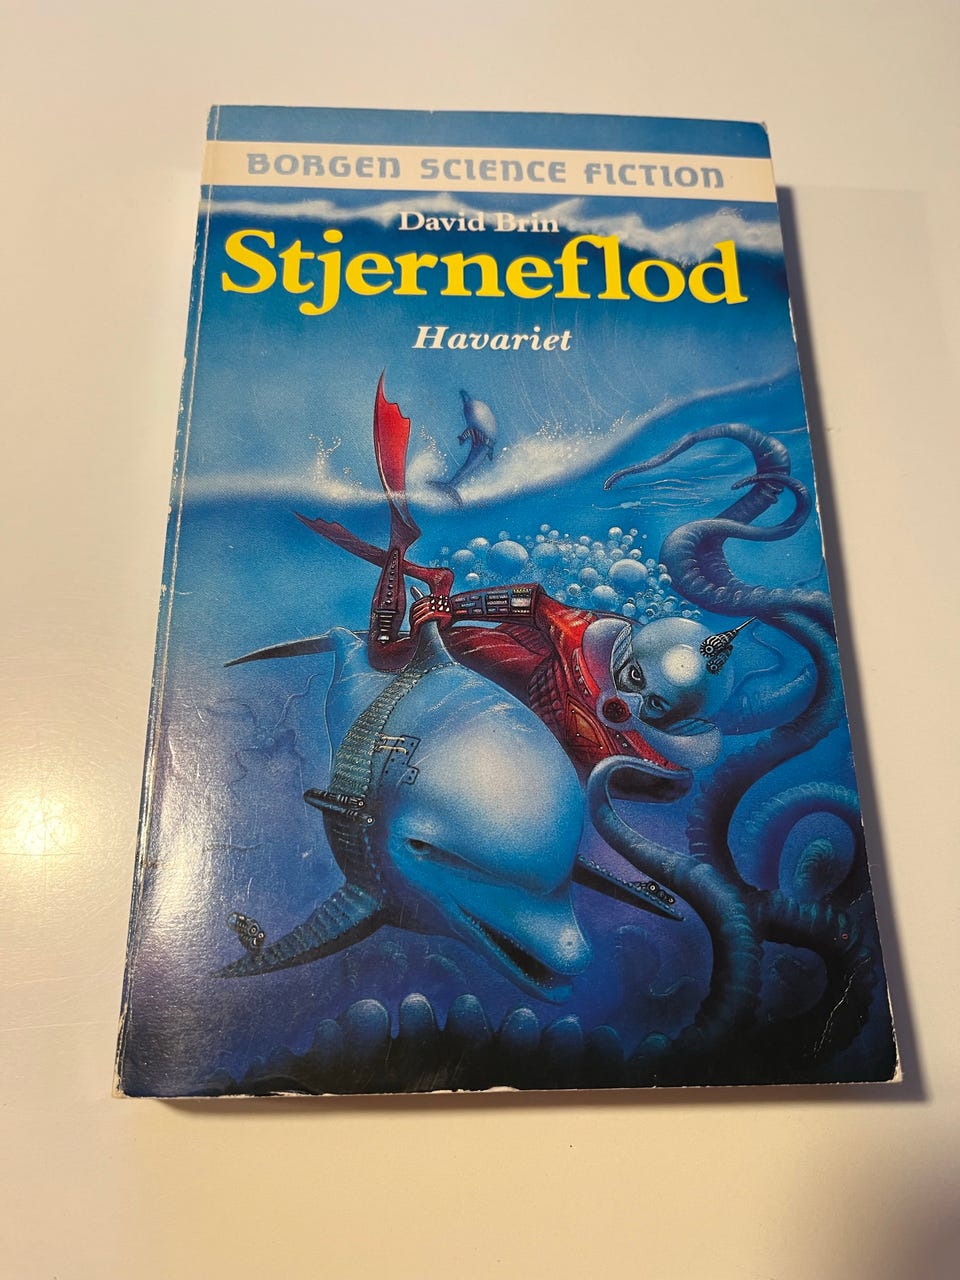 BORGEN SCIENCE FICTION
David Brin
Stjerneflod
Havariet